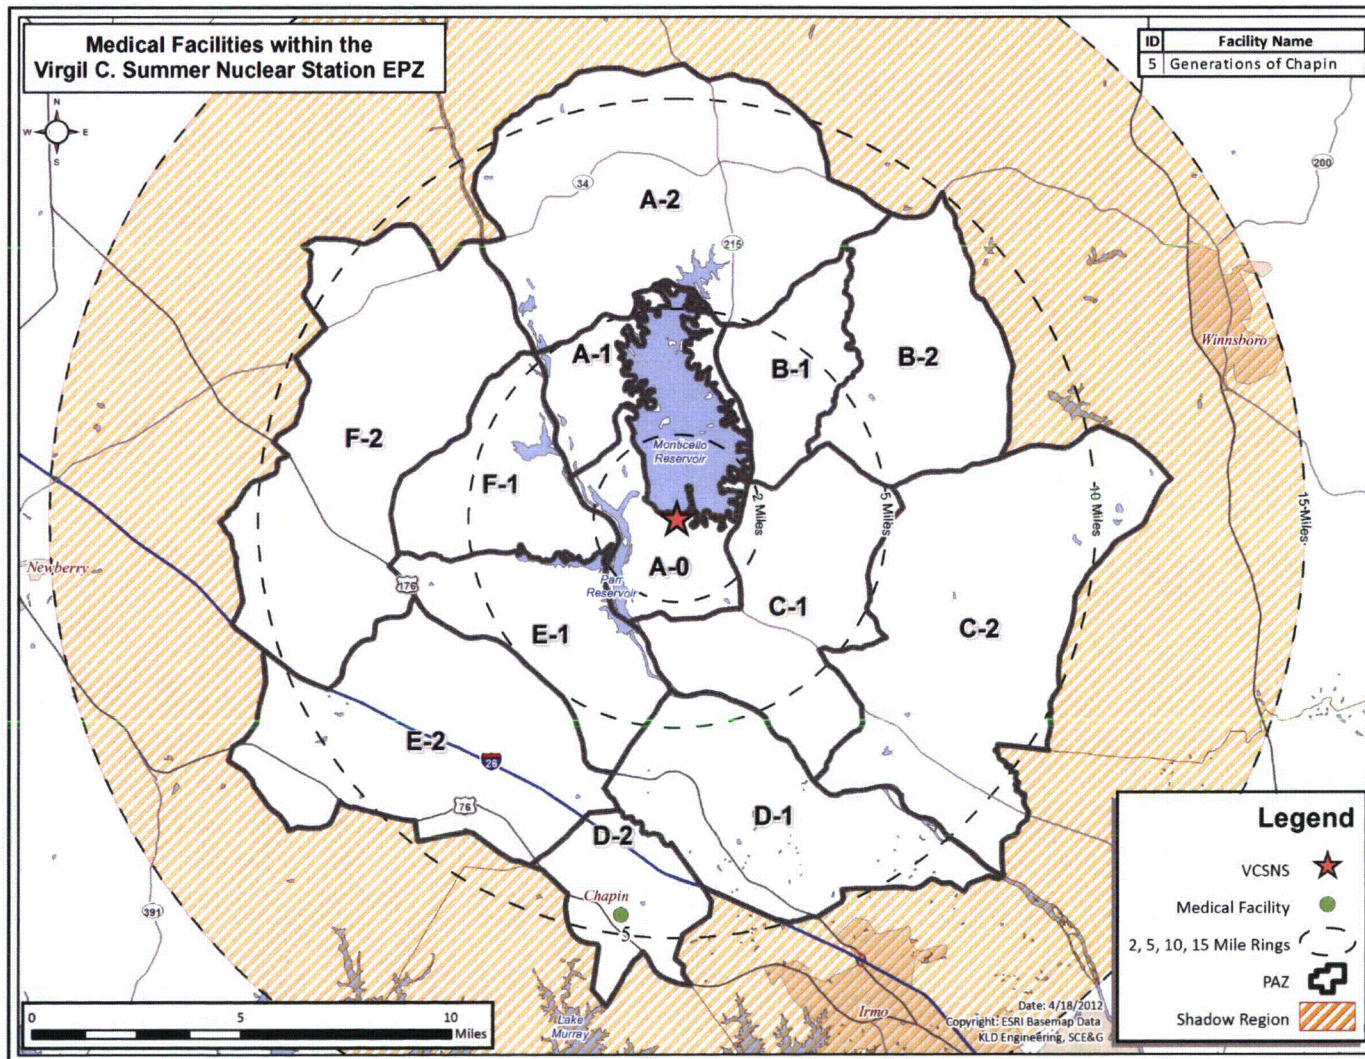 Medical Facilities within the
Virgil C. Summer Nuclear Station EPZ
ID Facility Name
5 Generations of Chapin
N
W E
S
200
34
A-2
215
A-1
B-1
B-2
Winnsboro
F-2
Monticello
Reservoir
F-1
2 Miles
5 Miles
10 Miles
15 Miles
A-0
Newberry
176
Parr
Reservoir
C-1
E-1
C-2
E-2
26
76
D-1
D-2
Chapin
5
391
Irmo
Lake
Murray
0 5 10
Miles
Date: 4/18/2012
Copyright: ESRI Basemap Data
KLD Engineering, SCE&G
Legend
VCSNS
Medical Facility
2, 5, 10, 15 Mile Rings
PAZ
Shadow Region